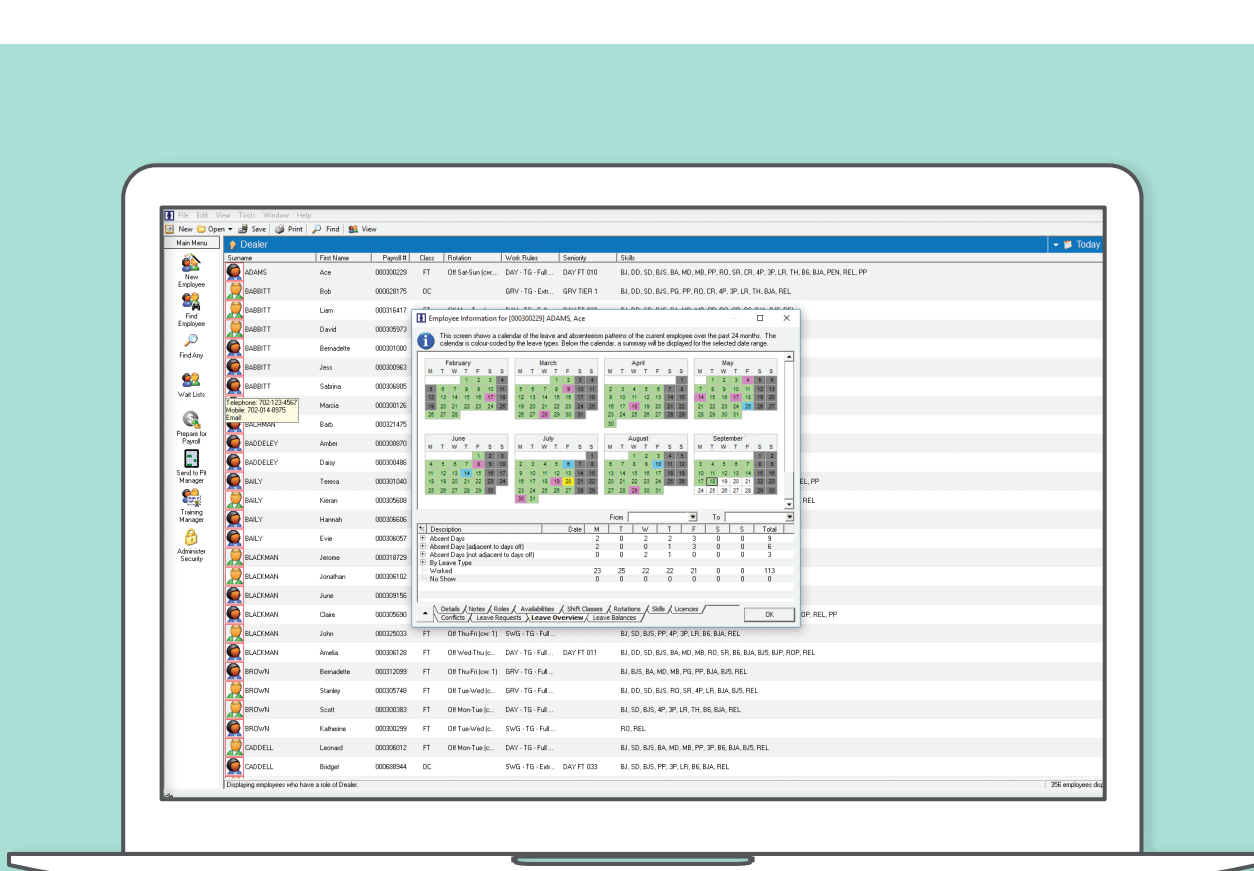 File Edit View Tools Window Help
New Open Save Print Find View
Main Menu Dealer Today
Surname First Name Payroll # Class Rotation Work Rules Seniority Skills
New Employee
Find Employee
Find Any
Wait Lists
Prepare for Payroll
Send to Pit Manager
Training Manager
Administer Security
ADAMS Ace 000300229 FT Off Sat-Sun (cw:... DAY - TG - Full ... DAY FT 010 BJ, DD, SD, BJS, BA, MD, MB, PP, RO, SR, CR, 4P, 3P, LR, TH, B6, BJA, PEN, REL, PP
BABBITT Bob 000028175 OC GRV - TG - Extr... GRV TIER 1 BJ, DD, SD, BJS, PG, PP, RO, CR, 4P, 3P, LR, TH, BJA, REL
BABBITT Liam 000316417
BABBITT David 000305973
BABBITT Bernadette 000301000
BABBITT Jess 000300963
BABBITT Sabrina 000306805
Telephone: 702-123-4567
Mobile: 702-014-8975
Email:
Marcia 000300126
BACHMAN Barb 000321475
BADDELEY Amber 000300870
BADDELEY Daisy 000300486
BAILY Teresa 000301040 EL, PP
BAILY Kieran 000305608 REL
BAILY Hannah 000306606
BAILY Evie 000306057
BLACKMAN Jerome 000318729
BLACKMAN Jonathan 000306102
BLACKMAN June 000309156
BLACKMAN Claire 000305690 OP, REL, PP
BLACKMAN John 000325033 FT Off Thu-Fri (cw: 1) SWG - TG - Full ... BJ, SD, BJS, PP, 4P, 3P, LR, B6, BJA, REL
BLACKMAN Amelia 000306128 FT Off Wed-Thu (c... DAY - TG - Full ... DAY FT 011 BJ, DD, SD, BJS, BA, MD, MB, RO, SR, B6, BJA, BJ5, BJP, ROP, REL
BROWN Bernadette 000312099 FT Off Thu-Fri (cw: 1) GRV - TG - Full ... BJ, BJS, BA, MD, MB, PG, PP, BJA, BJ5, REL
BROWN Stanley 000305748 FT Off Tue-Wed (c... GRV - TG - Full ... BJ, DD, SD, BJS, RO, SR, 4P, LR, BJA, BJ5, REL
BROWN Scott 000300383 FT Off Mon-Tue (c... DAY - TG - Full ... BJ, SD, BJS, 4P, 3P, LR, TH, B6, BJA, REL
BROWN Katherine 000300299 FT Off Tue-Wed (c... SWG - TG - Full ... RO, REL
CADDELL Leonard 000306012 FT Off Mon-Tue (c... DAY - TG - Full ... BJ, SD, BJS, BA, MD, MB, PP, 3P, B6, BJA, BJ5, REL
CADDELL Bridget 000688944 OC SWG - TG - Extr... DAY FT 033 BJ, SD, BJS, PP, 3P, LR, B6, BJA, REL
Displaying employees who have a role of Dealer. 356 employees disp
Idle
Employee Information for [000300229] ADAMS, Ace
This screen shows a calendar of the leave and absenteeism patterns of the current employee over the past 24 months. The
calendar is colour-coded by the leave types. Below the calendar, a summary will be displayed for the selected date range.
February March April May
M T W T F S S M T W T F S S M T W T F S S M T W T F S S
June July August September
M T W T F S S M T W T F S S M T W T F S S M T W T F S S
From To
Description Date M T W T F S S Total
Absent Days 2 0 2 2 3 0 0 9
Absent Days (adjacent to days off) 2 0 0 1 3 0 0 6
Absent Days (not adjacent to days off) 0 0 2 1 0 0 0 3
By Leave Type
Worked 23 25 22 22 21 0 0 113
No Show 0 0 0 0 0 0 0 0
Details Notes Roles Availabilities Shift Classes Rotations Skills Licences
Conflicts Leave Requests Leave Overview Leave Balances
OK